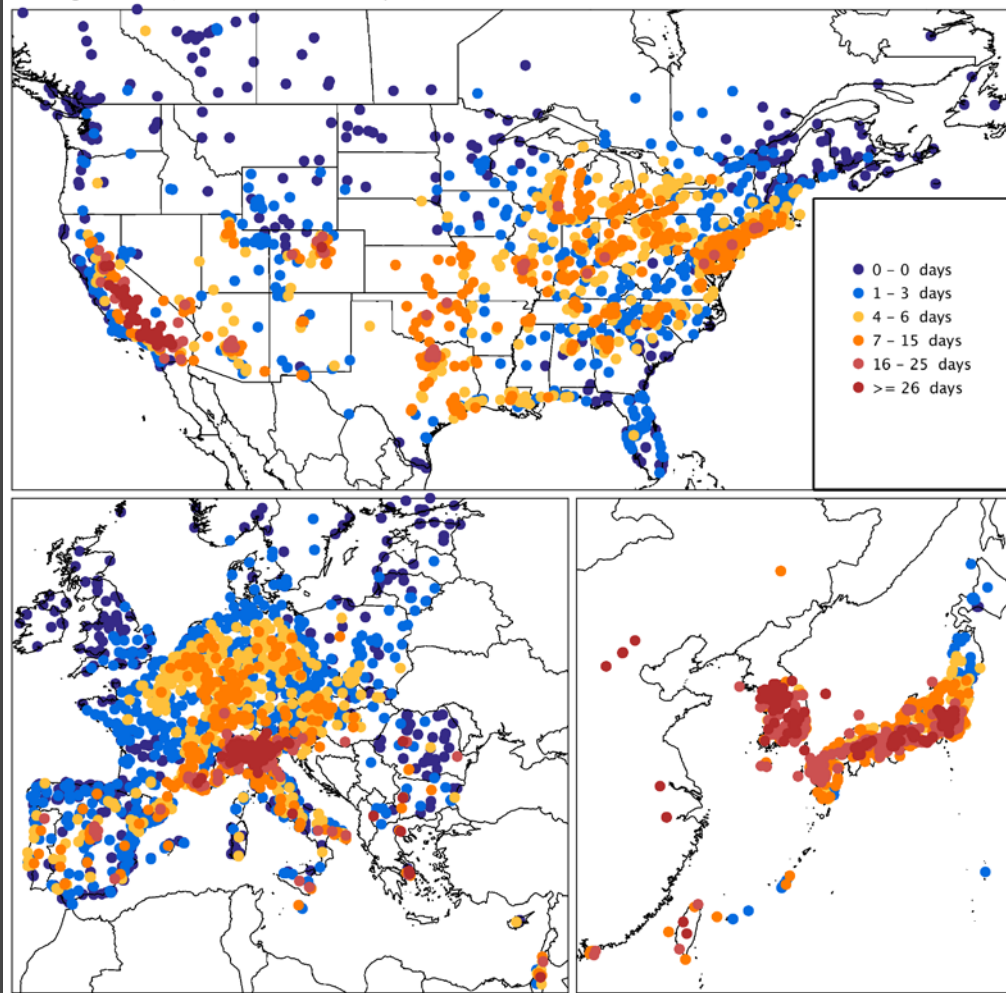 0 – 0 days
1 – 3 days
4 – 6 days
7 – 15 days
16 – 25 days
>= 26 days